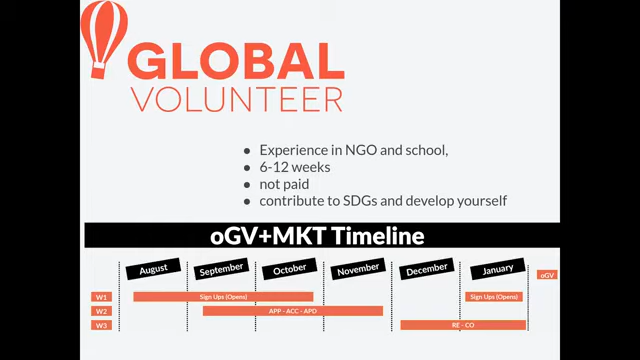 GLOBAL
VOLUNTEER
● Experience in NGO and school,
● 6-12 weeks
● not paid
● contribute to SDGs and develop yourself
oGV+MKT Timeline
August September October November December January
oGV
W1 Sign Ups (Opens) Sign Ups (Opens)
W2 APP - ACC - APD
W3 RE - CO